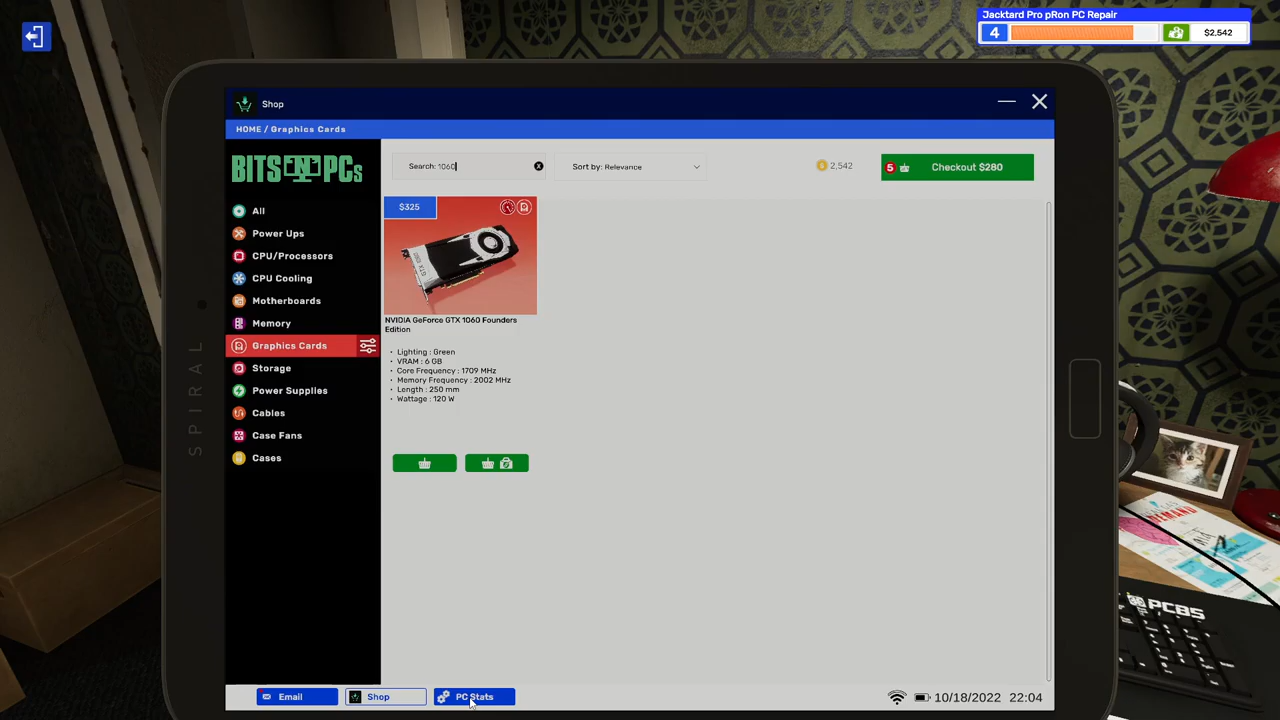 Jacktard Pro pRon PC Repair
4 $2,542
Shop
HOME / Graphics Cards
BITS N PCs
Search: 1060
Sort by: Relevance
2,542
5 Checkout $280
All
Power Ups
CPU/Processors
CPU Cooling
Motherboards
Memory
Graphics Cards
Storage
Power Supplies
Cables
Case Fans
Cases
$325
NVIDIA GeForce GTX 1060 Founders
Edition
• Lighting : Green
• VRAM : 6 GB
• Core Frequency : 1709 MHz
• Memory Frequency : 2002 MHz
• Length : 250 mm
• Wattage : 120 W
SPIRAL
DEMAND
PCBS
Email
Shop
PC Stats
10/18/2022 22:04